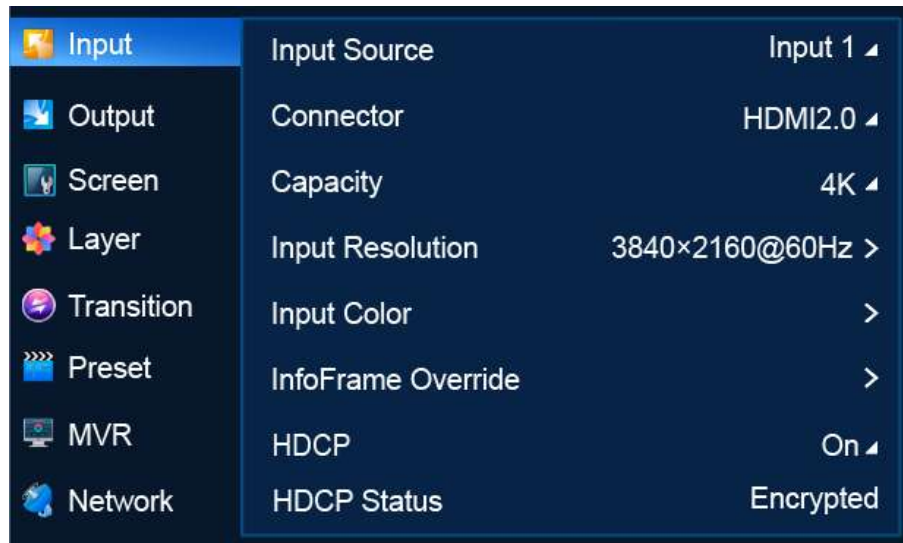 Input
Output
Screen
Layer
Transition
Preset
MVR
Network
Input Source Input 1
Connector HDMI2.0
Capacity 4K
Input Resolution 3840×2160@60Hz >
Input Color >
InfoFrame Override >
HDCP On
HDCP Status Encrypted